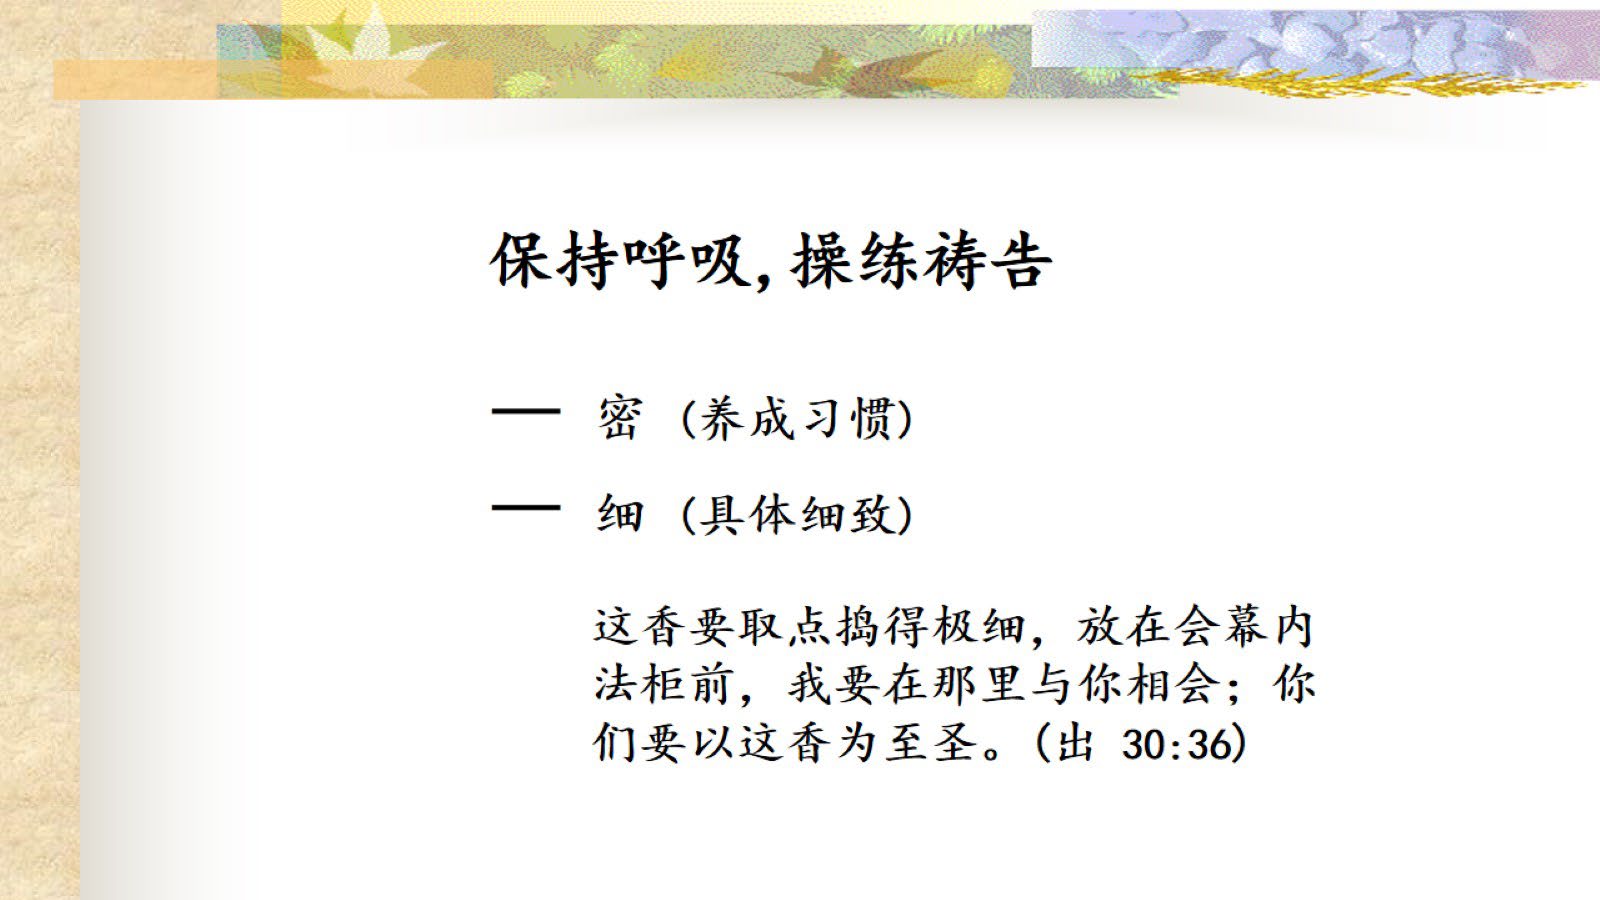 保持呼吸,操练祷告
— 密 (养成习惯)
— 细 (具体细致)
这香要取点捣得极细，放在会幕内
法柜前，我要在那里与你相会；你
们要以这香为至圣。(出 30:36)